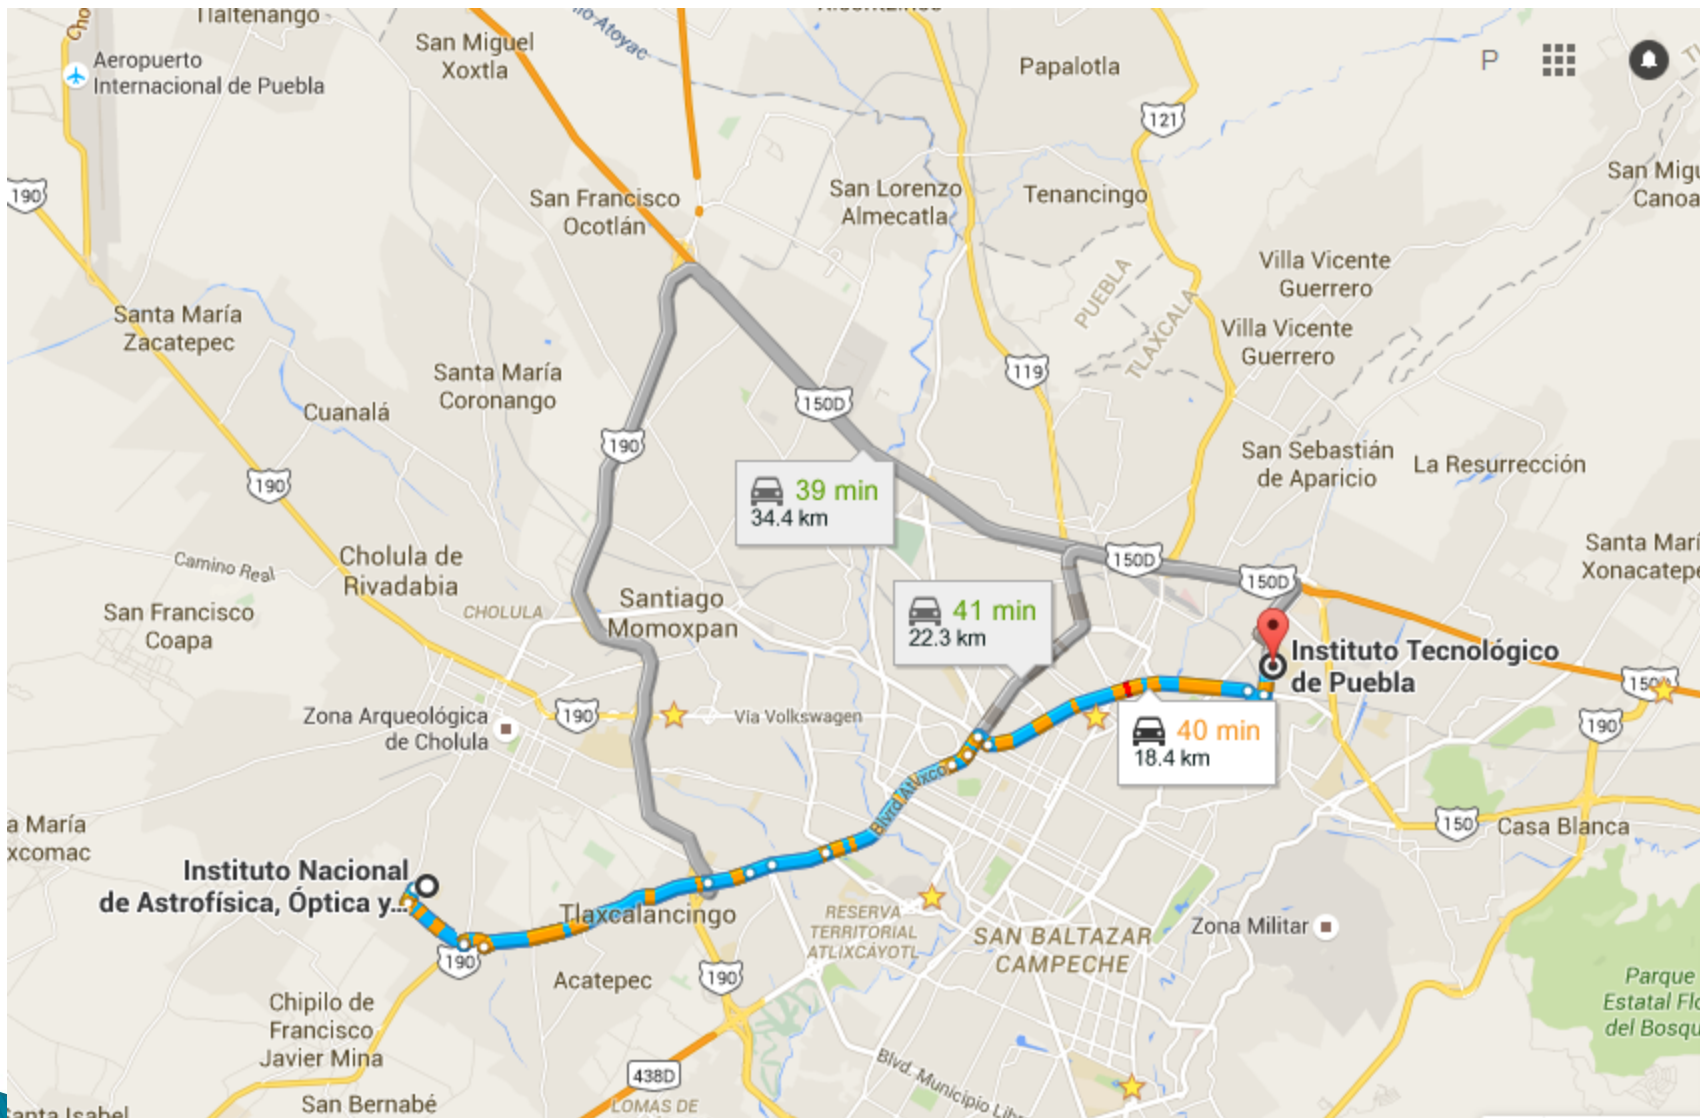 Tlaltenango
Río Atoyac
San Miguel
Xoxtla
Papalotla
P
Aeropuerto
Internacional de Puebla
121
190
San Francisco
Ocotlán
San Lorenzo
Almecatla
Tenancingo
San Migu
Canoa
Villa Vicente
Guerrero
PUEBLA
TLAXCALA
Santa María
Zacatepec
Villa Vicente
Guerrero
Santa María
Coronango
119
Cuanalá
150D
190
San Sebastián
de Aparicio
La Resurrección
190
39 min
34.4 km
Camino Real
Cholula de
Rivadabia
150D
150D
Santa Marí
Xonacatepe
San Francisco
Coapa
CHOLULA
Santiago
Momoxpan
41 min
22.3 km
Instituto Tecnológico
de Puebla
150D
Zona Arqueológica
de Cholula
190
Vía Volkswagen
190
40 min
18.4 km
Blvrd Atlixco
a María
xcomac
150
Casa Blanca
Instituto Nacional
de Astrofísica, Óptica y...
Tlaxcalancingo
RESERVA
TERRITORIAL
ATLIXCÁYOTL
SAN BALTAZAR
CAMPECHE
Zona Militar
190
Acatepec
190
Parque
Estatal Flo
del Bosqu
Chipilo de
Francisco
Javier Mina
438D
Blvd. Municipio Libr
San Bernabé
LOMAS DE
Santa Isabel